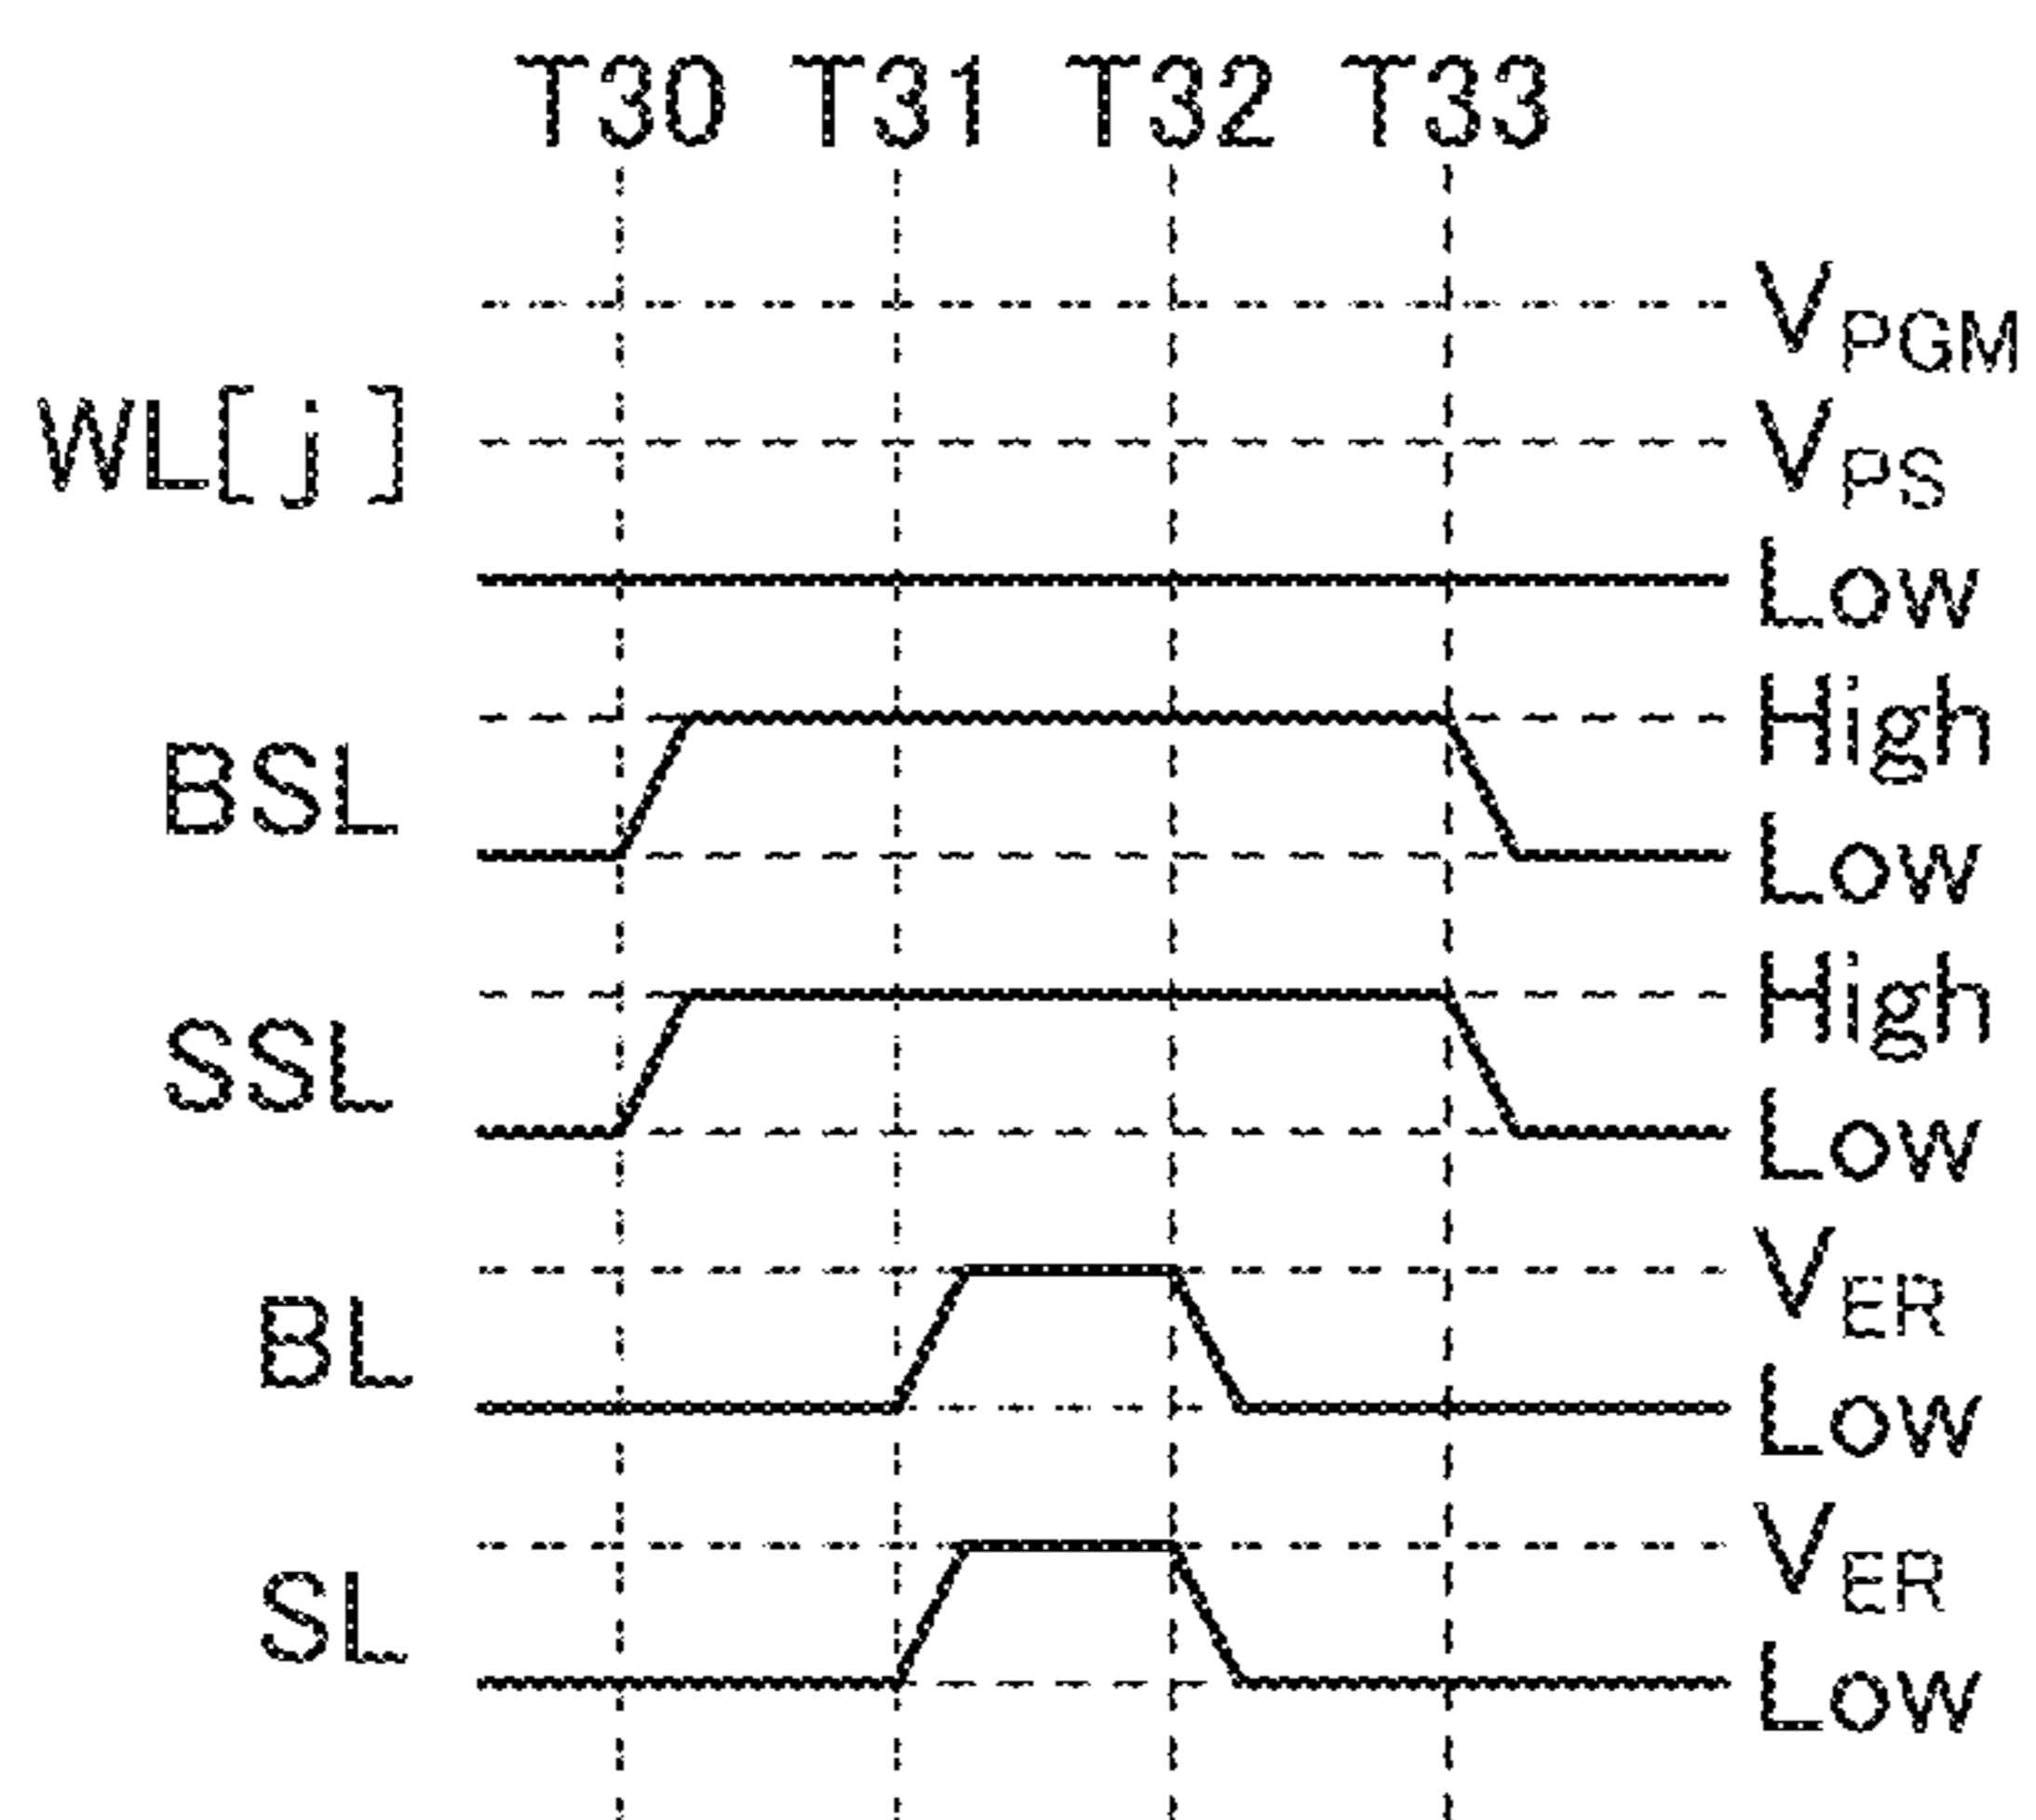 T30 T31 T32 T33
WL[j] VPGM
VPS
Low
BSL High
Low
SSL High
Low
BL VER
Low
SL VER
Low